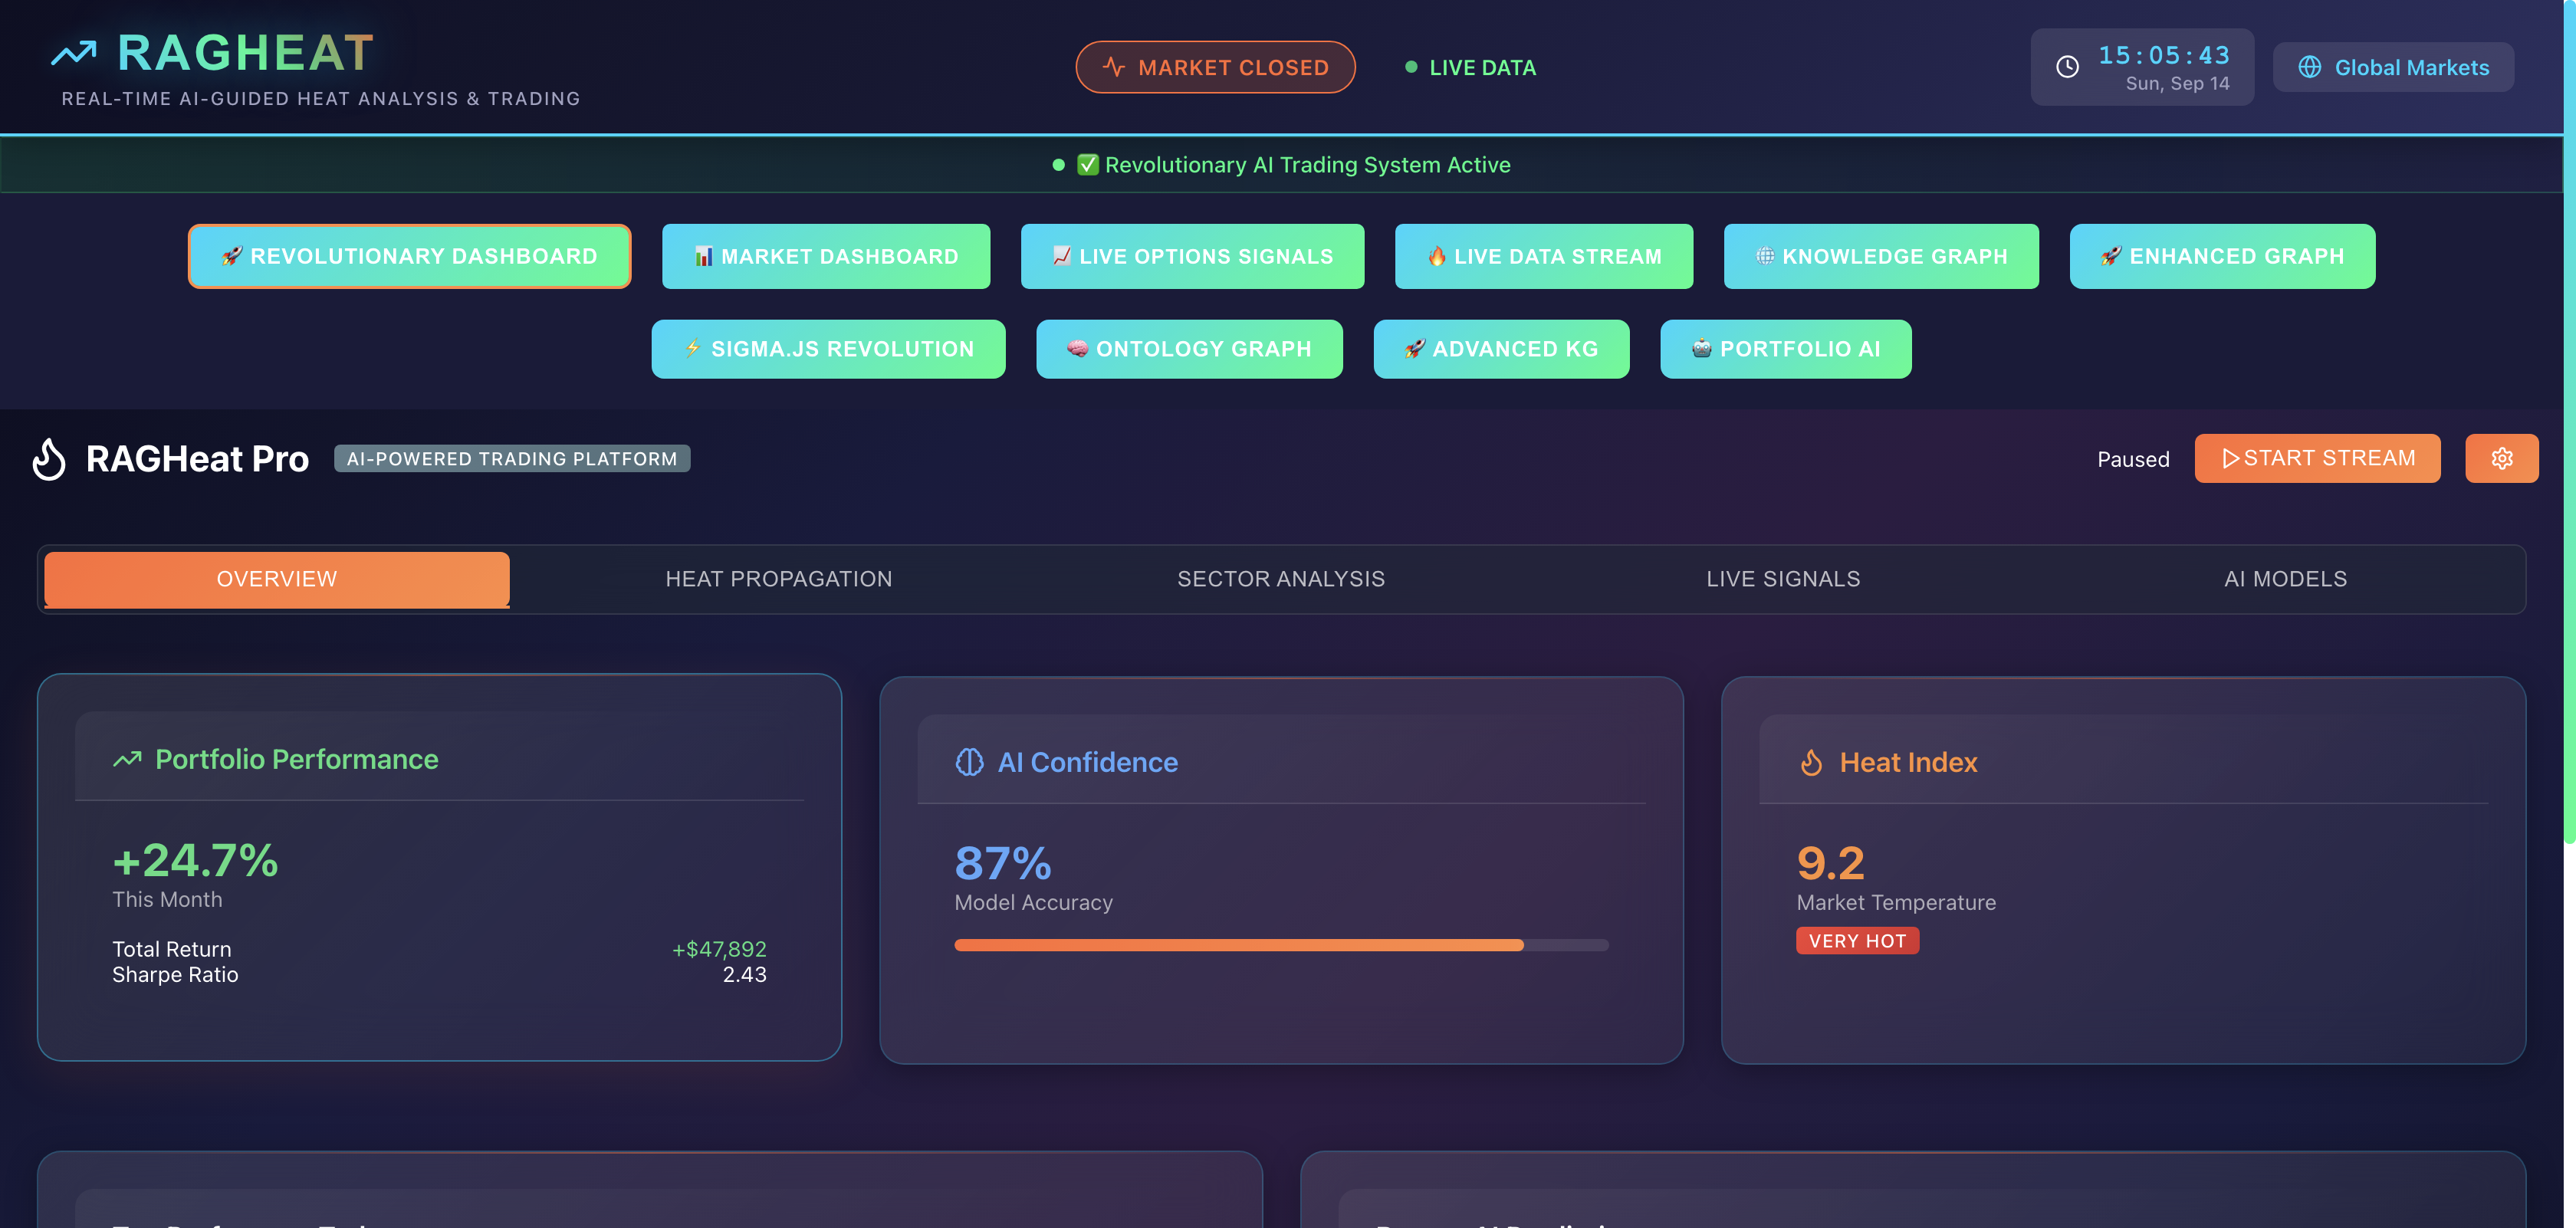 RAGHEAT
REAL-TIME AI-GUIDED HEAT ANALYSIS & TRADING
MARKET CLOSED
LIVE DATA
15:05:43
Sun, Sep 14
Global Markets
✅ Revolutionary AI Trading System Active
🚀 REVOLUTIONARY DASHBOARD
📊 MARKET DASHBOARD
📈 LIVE OPTIONS SIGNALS
🔥 LIVE DATA STREAM
🌐 KNOWLEDGE GRAPH
🚀 ENHANCED GRAPH
⚡ SIGMA.JS REVOLUTION
🧠 ONTOLOGY GRAPH
🚀 ADVANCED KG
🤖 PORTFOLIO AI
RAGHeat Pro
AI-POWERED TRADING PLATFORM
Paused
START STREAM
OVERVIEW
HEAT PROPAGATION
SECTOR ANALYSIS
LIVE SIGNALS
AI MODELS
Portfolio Performance
+24.7%
This Month
Total Return +$47,892
Sharpe Ratio 2.43
AI Confidence
87%
Model Accuracy
Heat Index
9.2
Market Temperature
VERY HOT